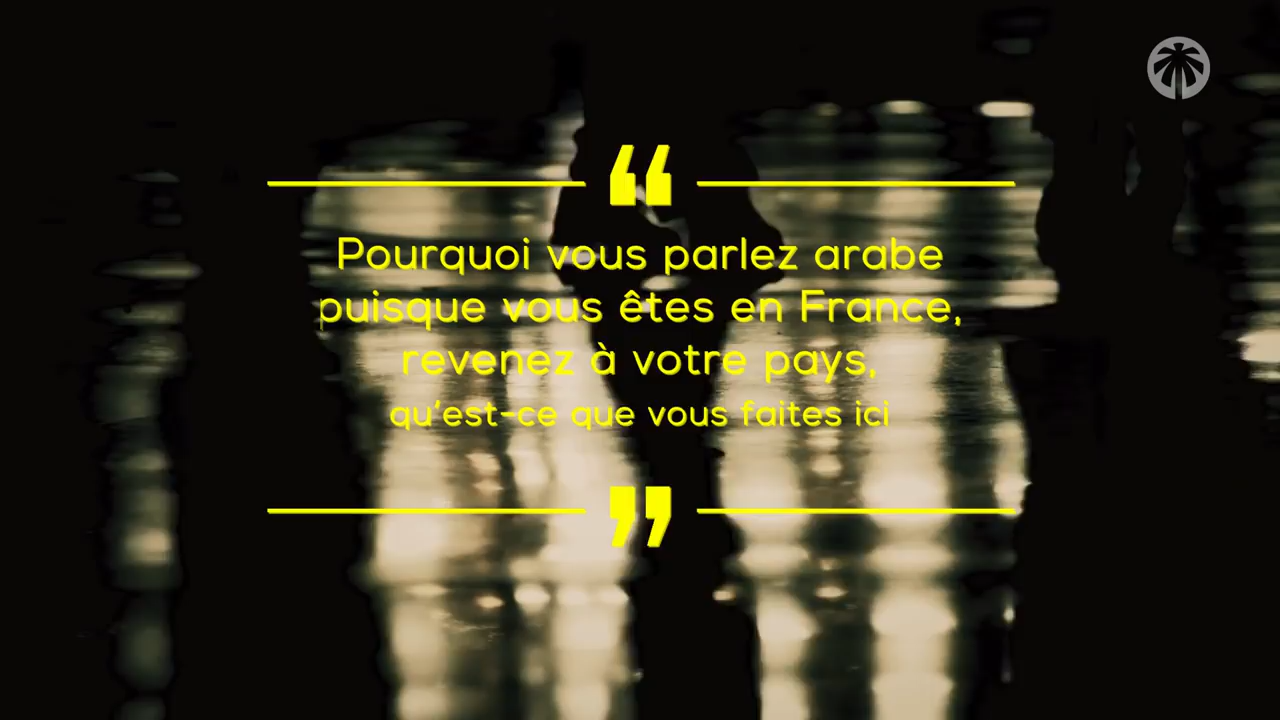 “
Pourquoi vous parlez arabe
puisque vous êtes en France,
revenez à votre pays,
qu'est-ce que vous faites ici
”